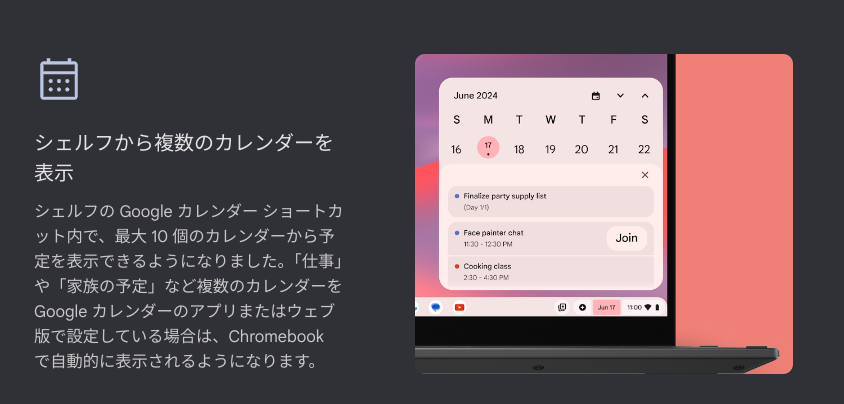 シェルフから複数のカレンダーを
表示
シェルフの Google カレンダー ショートカ
ット内で、最大 10 個のカレンダーから予
定を表示できるようになりました。「仕事」
や「家族の予定」など複数のカレンダーを
Google カレンダーのアプリまたはウェブ
版で設定している場合は、Chromebook
で自動的に表示されるようになります。
June 2024
S M T W T F S
16 17 18 19 20 21 22
Finalize party supply list
(Day 1/1)
Face painter chat
11:30 - 12:30 PM
Join
Cooking class
2:30 - 4:30 PM
Jun 17 11:00